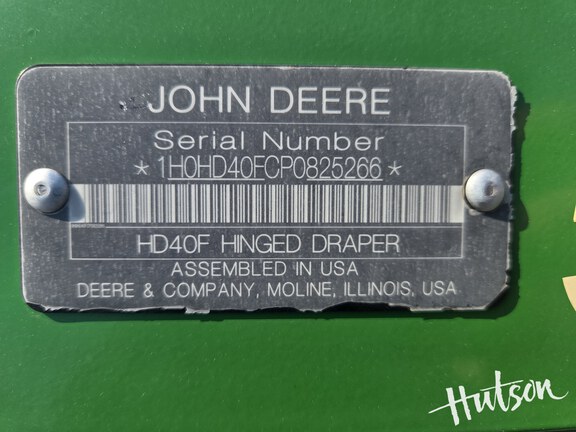 JOHN DEERE
Serial Number
*1H0HD40FCP0825266*
HD40F HINGED DRAPER
ASSEMBLED IN USA
DEERE & COMPANY, MOLINE, ILLINOIS, USA
Hutson